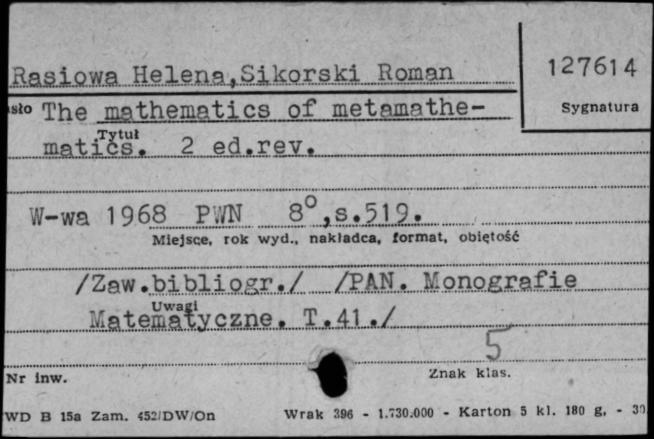 Rasiowa Helena,Sikorski Roman
127614
Sygnatura
sło The mathematics of metamathe-
Tytuł
matics. 2 ed.rev.
W-wa 1968 PWN 8°,s.519.
Miejsce, rok wyd., nakładca, format, objętość
/Zaw.bibliogr./ /PAN. Monografie
Uwagi
Matematyczne. T.41./
5
Nr inw.
Znak klas.
WD B 15a Zam. 452/DW/On
Wrak 396 - 1.730.000 - Karton 5 kl. 180 g. - 30